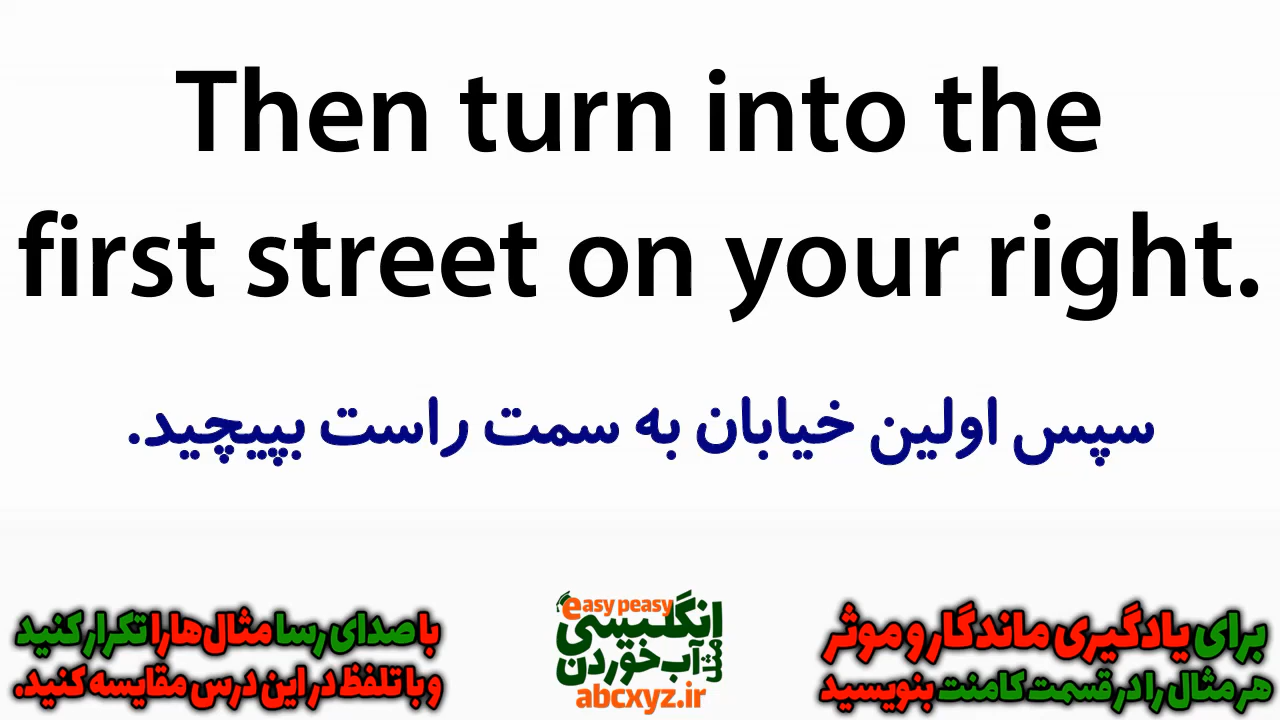 Then turn into the
first street on your right.
سپس اولین خیابان به سمت راست بپیچید.
با صدای رسا مثال‌ها را تکرار کنید
و با تلفظ در این درس مقایسه کنید.
easy peasy
انگلیسی
مثل آب خوردن
abcxyz.ir
برای یادگیری ماندگار و موثر
هر مثال را در قسمت کامنت بنویسید